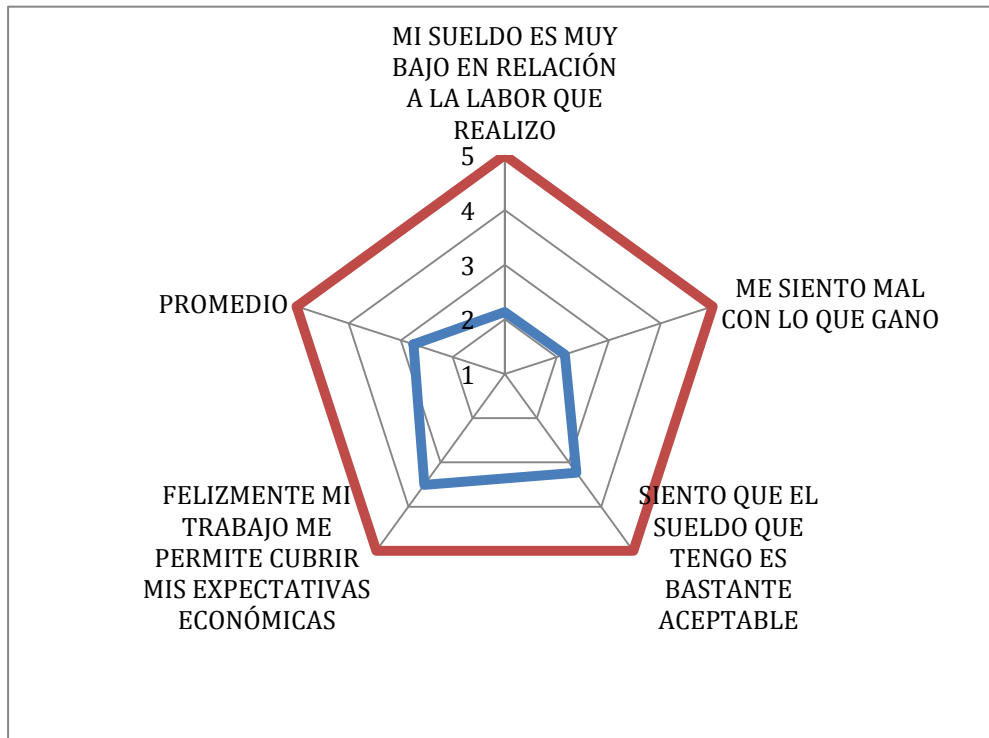 MI SUELDO ES MUY
BAJO EN RELACIÓN
A LA LABOR QUE
REALIZO
5
4
3
2
1
ME SIENTO MAL
CON LO QUE GANO
SIENTO QUE EL
SUELDO QUE
TENGO ES
BASTANTE
ACEPTABLE
FELIZMENTE MI
TRABAJO ME
PERMITE CUBRIR
MIS EXPECTATIVAS
ECONÓMICAS
PROMEDIO